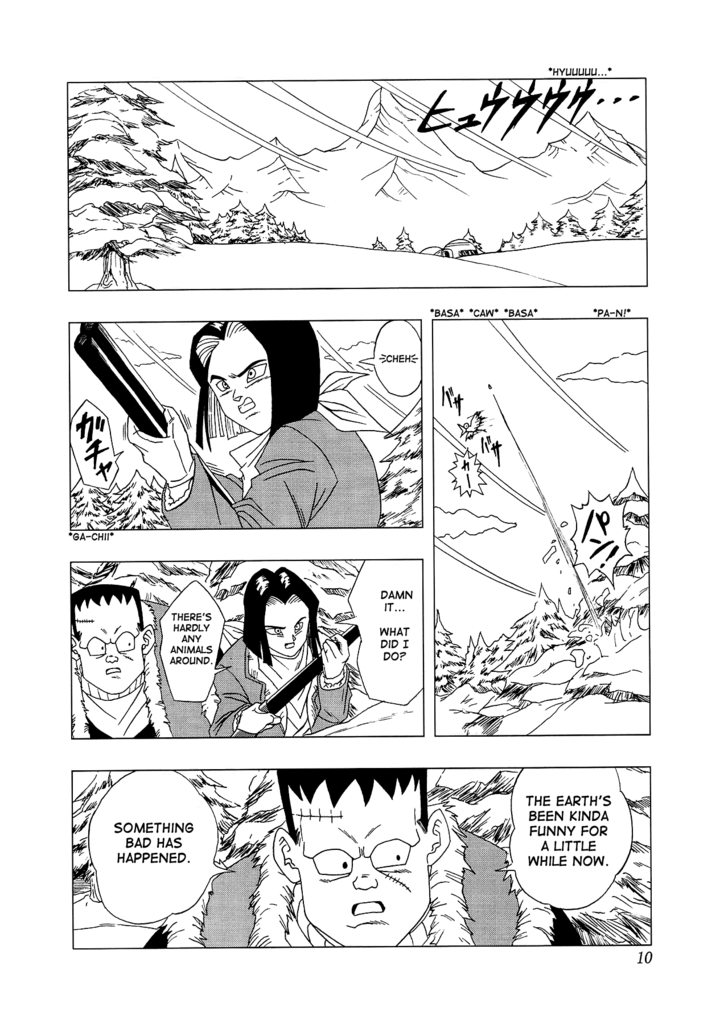 *HYUUUUU...*
ヒュウウウウ・・・
*BASA* *CAW* *BASA*
*PA-N!*
バサ
バサ
カー
パン!
CHEH
ガチャ
*GA-CHII*
DAMN
IT...
WHAT
DID I
DO?
THERE'S
HARDLY
ANY
ANIMALS
AROUND.
THE EARTH'S
BEEN KINDA
FUNNY FOR
A LITTLE
WHILE NOW.
SOMETHING
BAD HAS
HAPPENED.
10